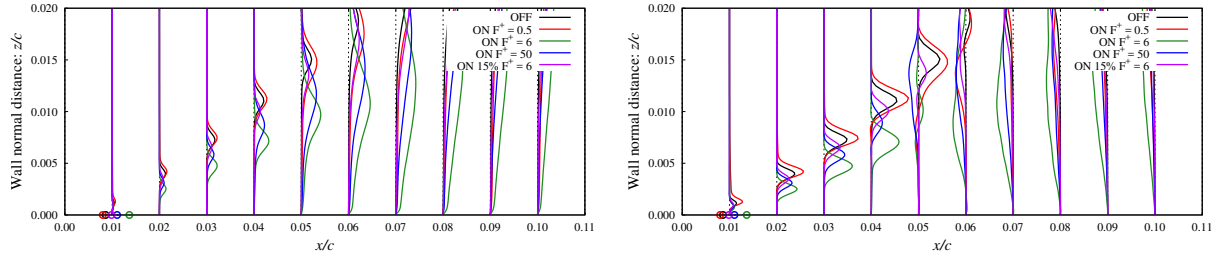 0.020
0.015
0.010
0.005
0.000
Wall normal distance: z/c
0.00 0.01 0.02 0.03 0.04 0.05 0.06 0.07 0.08 0.09 0.10 0.11
x/c
OFF
ON F+ = 0.5
ON F+ = 6
ON F+ = 50
ON 15% F+ = 6
0.020
0.015
0.010
0.005
0.000
Wall normal distance: z/c
0.00 0.01 0.02 0.03 0.04 0.05 0.06 0.07 0.08 0.09 0.10 0.11
x/c
OFF
ON F+ = 0.5
ON F+ = 6
ON F+ = 50
ON 15% F+ = 6